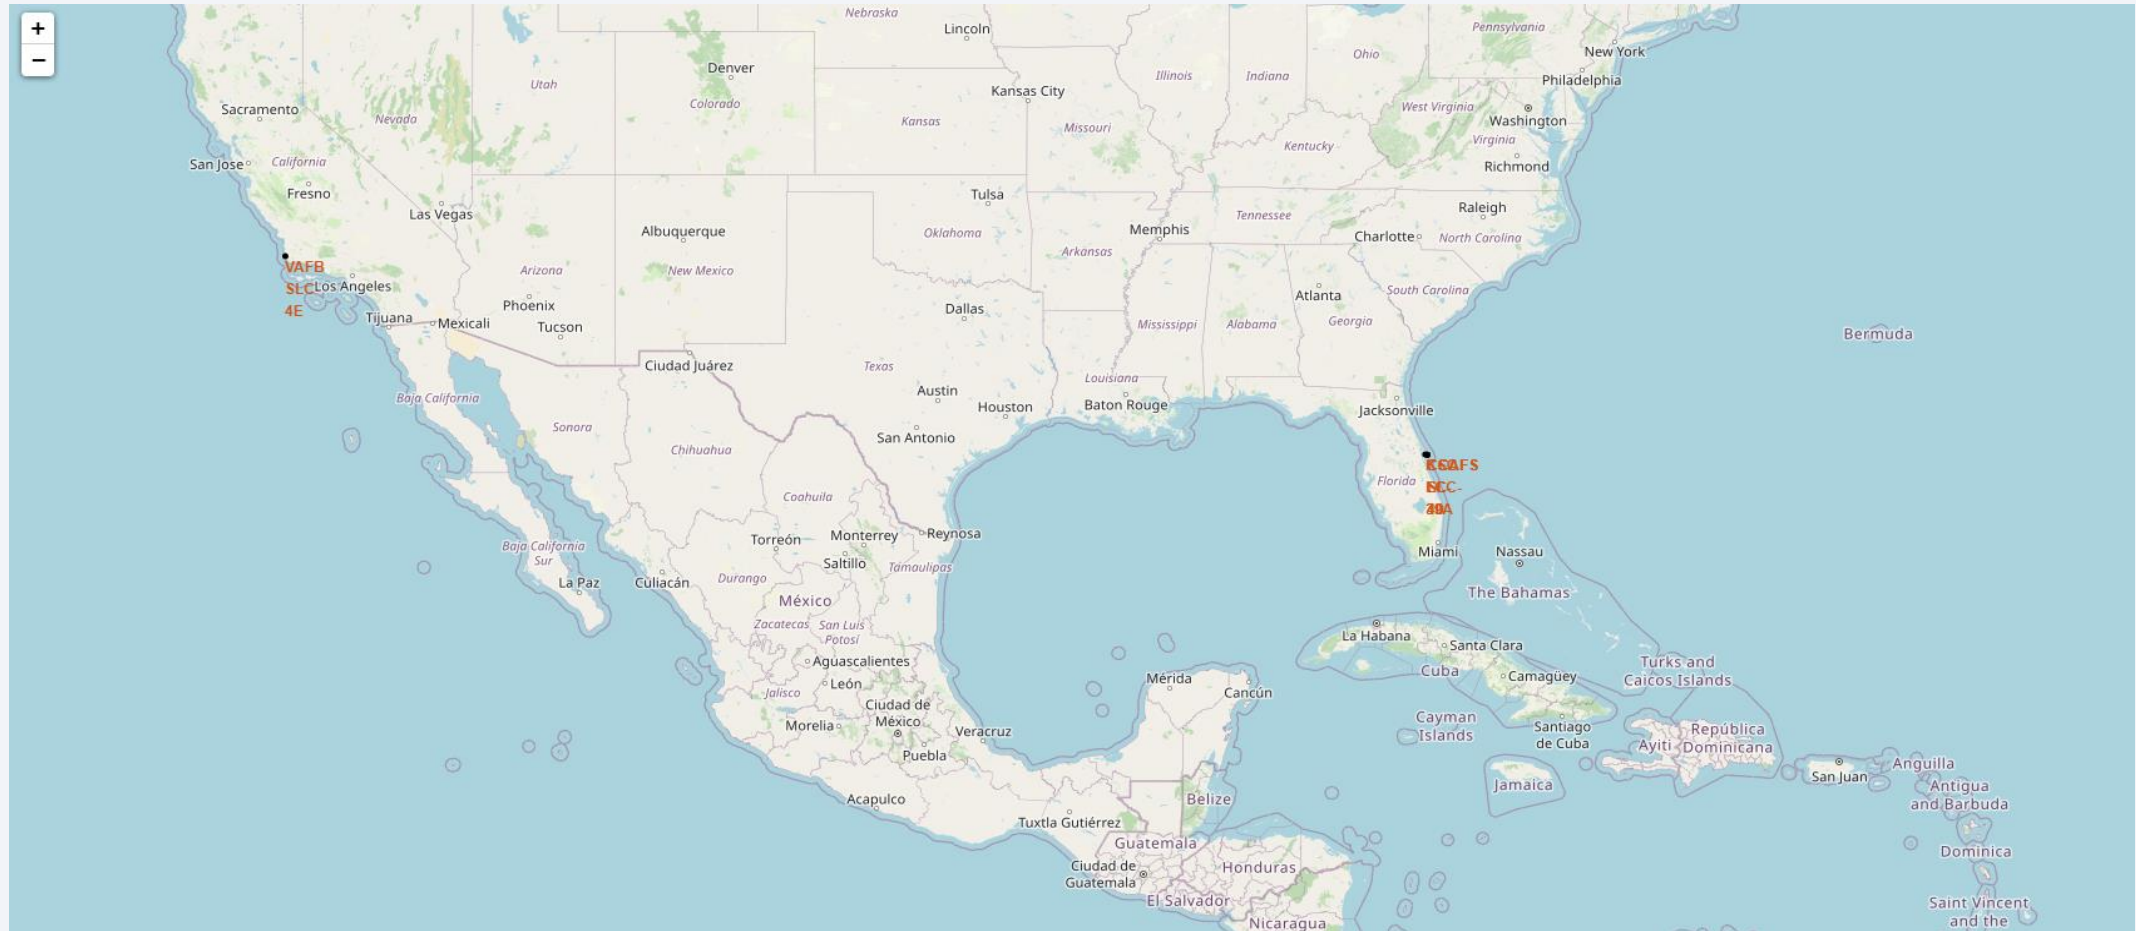 +
−
Nebraska
Lincoln
Pennsylvania
New York
Ohio
Denver
Illinois
Indiana
Philadelphia
Utah
Kansas City
Colorado
Sacramento
West Virginia
Nevada
Kansas
Missouri
Washington
Virginia
Kentucky
San Jose
California
Richmond
Fresno
Tulsa
Las Vegas
Raleigh
Tennessee
Albuquerque
Oklahoma
Memphis
Charlotte
North Carolina
Arkansas
VAFB
SLC
4E
Los Angeles
Arizona
New Mexico
Phoenix
Atlanta
South Carolina
Dallas
Tijuana
Mexicali
Tucson
Mississippi
Alabama
Georgia
Bermuda
Ciudad Juárez
Texas
Louisiana
Austin
Baja California
Houston
Baton Rouge
Jacksonville
Sonora
San Antonio
Chihuahua
Florida
Coahuila
Torreón
Monterrey
Reynosa
Baja California
Sur
Saltillo
Miami
Nassau
La Paz
Culiacán
Durango
Tamaulipas
The Bahamas
México
Zacatecas
San Luis
Potosí
La Habana
Santa Clara
Aguascalientes
Cuba
Camagüey
Turks and
Caicos Islands
León
Mérida
Cancún
Jalisco
Ciudad de
México
Morelia
Veracruz
Cayman
Islands
Santiago
de Cuba
República
Dominicana
Ayiti
Puebla
San Juan
Anguilla
Jamaica
Antigua
and Barbuda
Acapulco
Belize
Tuxtla Gutiérrez
Guatemala
Dominica
Ciudad de
Guatemala
Honduras
El Salvador
Saint Vincent
and the
Nicaragua